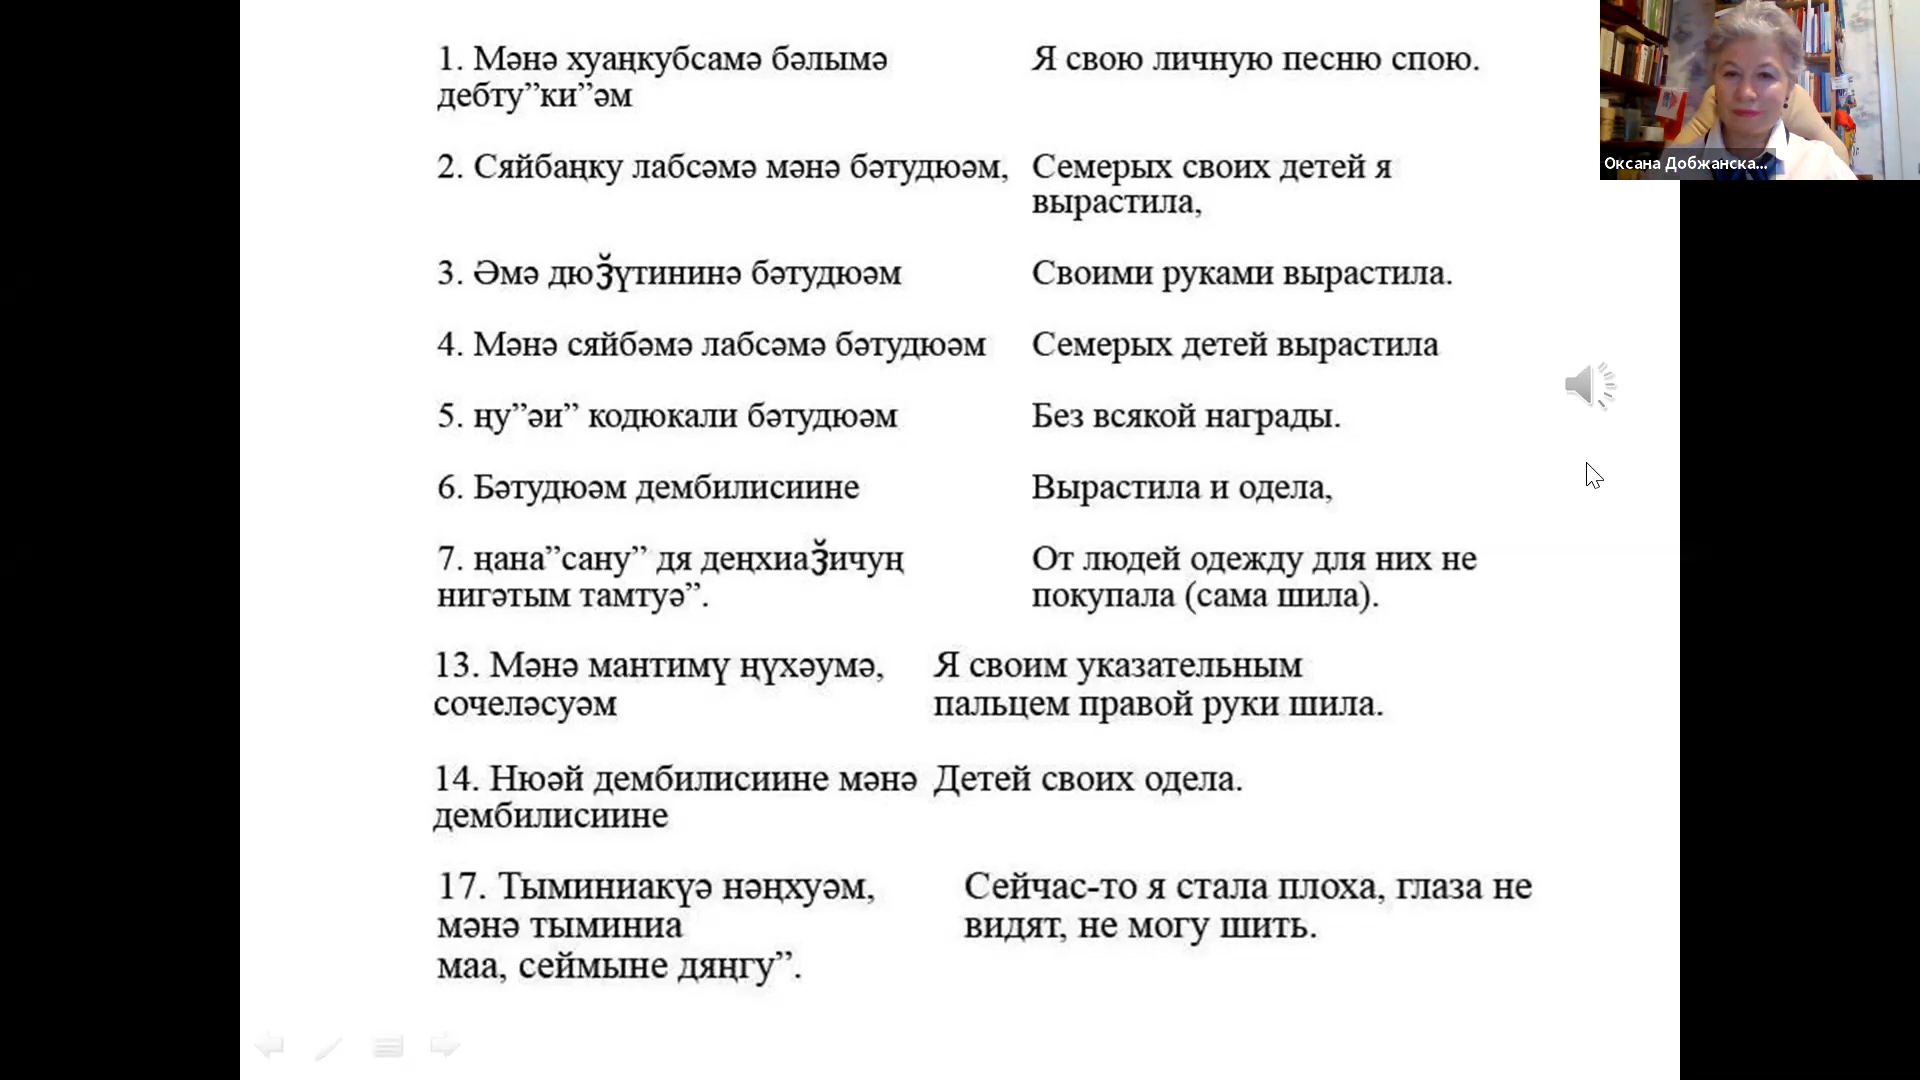 1. Мәнә хуаңкубсамә бәлымә
дебту”ки”әм
Я свою личную песню спою.
2. Сяйбаңку лабсәмә мәнә бәтудюәм,
Семерых своих детей я
вырастила,
3. Әмә дюӟүтининә бәтудюәм
Своими руками вырастила.
4. Мәнә сяйбәмә лабсәмә бәтудюәм
Семерых детей вырастила
5. ңу”әи” кодюкали бәтудюәм
Без всякой награды.
6. Бәтудюәм дембилисиине
Вырастила и одела,
7. ңана”сану” дя деңхиаӟичуң
нигәтым тамтуә”.
От людей одежду для них не
покупала (сама шила).
13. Мәнә мантимү ңүхәумә,
сочеләсуәм
Я своим указательным
пальцем правой руки шила.
14. Нюәй дембилисиине мәнә
дембилисиине
Детей своих одела.
17. Тыминиакүә нәңхуәм,
мәнә тыминиа
маа, сеймыне дяңгу”.
Сейчас-то я стала плоха, глаза не
видят, не могу шить.
Оксана Добжанска...